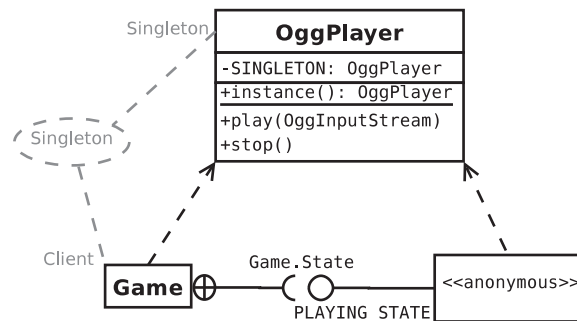 Singleton
OggPlayer
-SINGLETON: OggPlayer
+instance(): OggPlayer
+play(OggInputStream)
+stop()
Singleton
Client
Game
Game.State
PLAYING STATE
<<anonymous>>